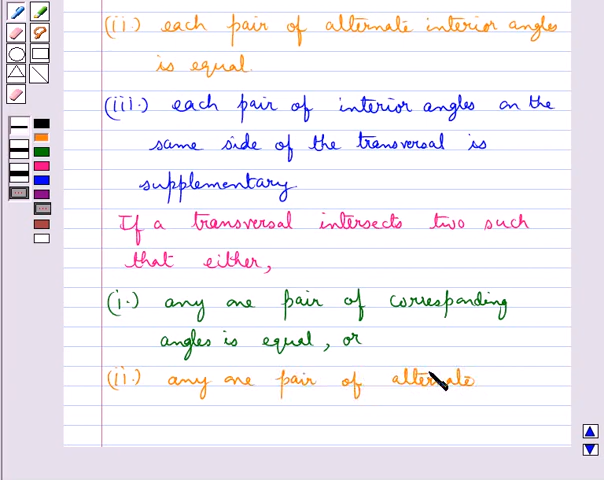 (ii.) each pair of alternate interior angles
is equal.
(iii.) each pair of interior angles on the
same side of the transversal is
supplementary
If a transversal intersects two such
that either,
(i.) any one pair of corresponding
angles is equal, or
(ii.) any one pair of alternate